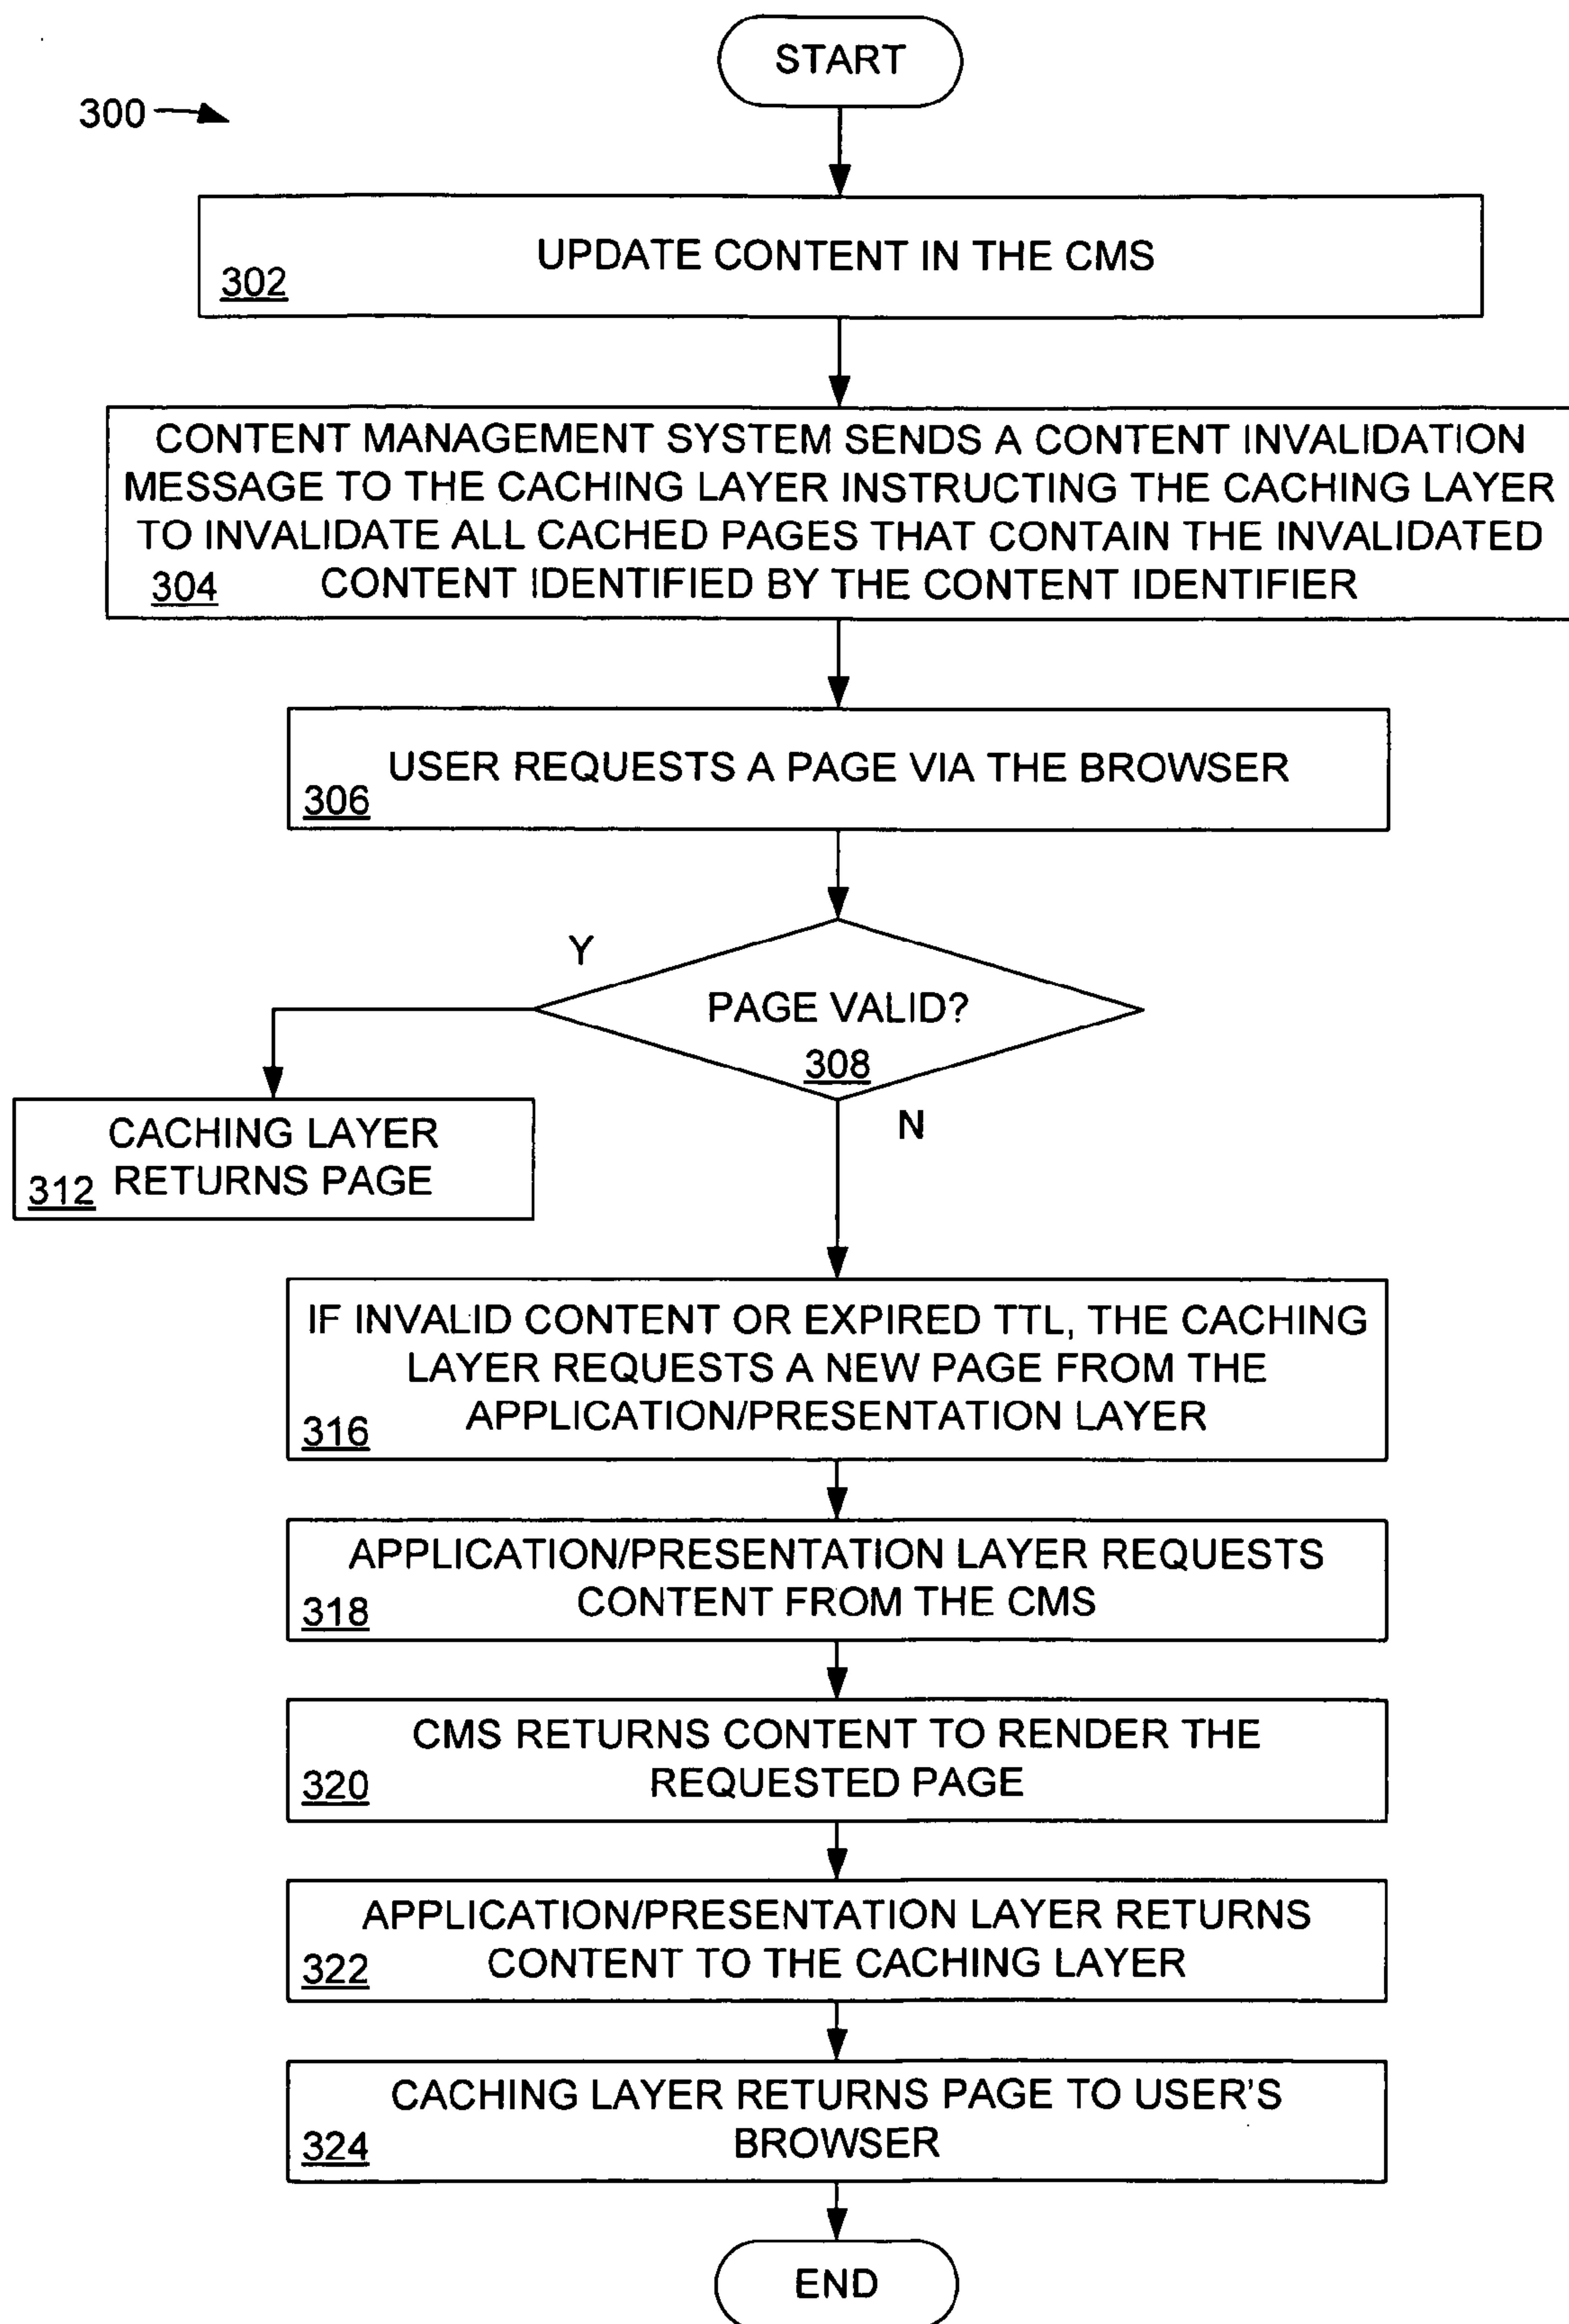 START
300
UPDATE CONTENT IN THE CMS
302
CONTENT MANAGEMENT SYSTEM SENDS A CONTENT INVALIDATION
MESSAGE TO THE CACHING LAYER INSTRUCTING THE CACHING LAYER
TO INVALIDATE ALL CACHED PAGES THAT CONTAIN THE INVALIDATED
304 CONTENT IDENTIFIED BY THE CONTENT IDENTIFIER
USER REQUESTS A PAGE VIA THE BROWSER
306
Y
PAGE VALID?
308
N
CACHING LAYER
312 RETURNS PAGE
IF INVALID CONTENT OR EXPIRED TTL, THE CACHING
LAYER REQUESTS A NEW PAGE FROM THE
316 APPLICATION/PRESENTATION LAYER
APPLICATION/PRESENTATION LAYER REQUESTS
318 CONTENT FROM THE CMS
CMS RETURNS CONTENT TO RENDER THE
320 REQUESTED PAGE
APPLICATION/PRESENTATION LAYER RETURNS
322 CONTENT TO THE CACHING LAYER
CACHING LAYER RETURNS PAGE TO USER'S
324 BROWSER
END